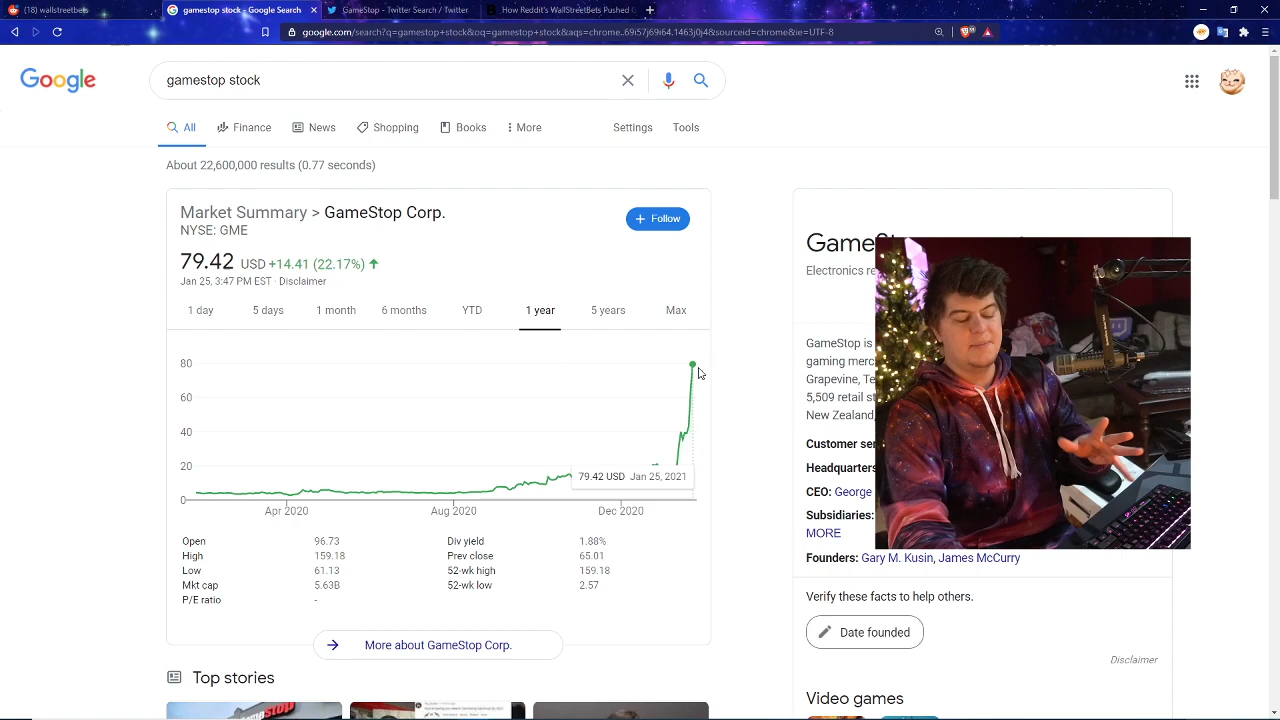 (18) wallstreetbets
gamestop stock - Google Search
GameStop - Twitter Search / Twitter
How Reddit's WallStreetBets Pushed G
google.com/search?q=gamestop+stock&oq=gamestop+stock&aqs=chrome..69i57j69i64.1463j0j4&sourceid=chrome&ie=UTF-8
Google
gamestop stock
All
Finance
News
Shopping
Books
More
Settings
Tools
About 22,600,000 results (0.77 seconds)
Market Summary > GameStop Corp.
NYSE: GME
+ Follow
79.42 USD +14.41 (22.17%)
Jan 25, 3:47 PM EST · Disclaimer
1 day
5 days
1 month
6 months
YTD
1 year
5 years
Max
80
60
40
20
0
79.42 USD Jan 25, 2021
Apr 2020
Aug 2020
Dec 2020
Open 96.73
High 159.18
Low 61.13
Mkt cap 5.63B
P/E ratio -
Div yield 1.88%
Prev close 65.01
52-wk high 159.18
52-wk low 2.57
More about GameStop Corp.
Top stories
Electronics
GameStop is
gaming merc
Grapevine, Te
5,509 retail st
New Zealand,
Customer ser
Headquarters
CEO: George
Subsidiaries:
MORE
Founders: Gary M. Kusin, James McCurry
Verify these facts to help others.
Date founded
Disclaimer
Video games